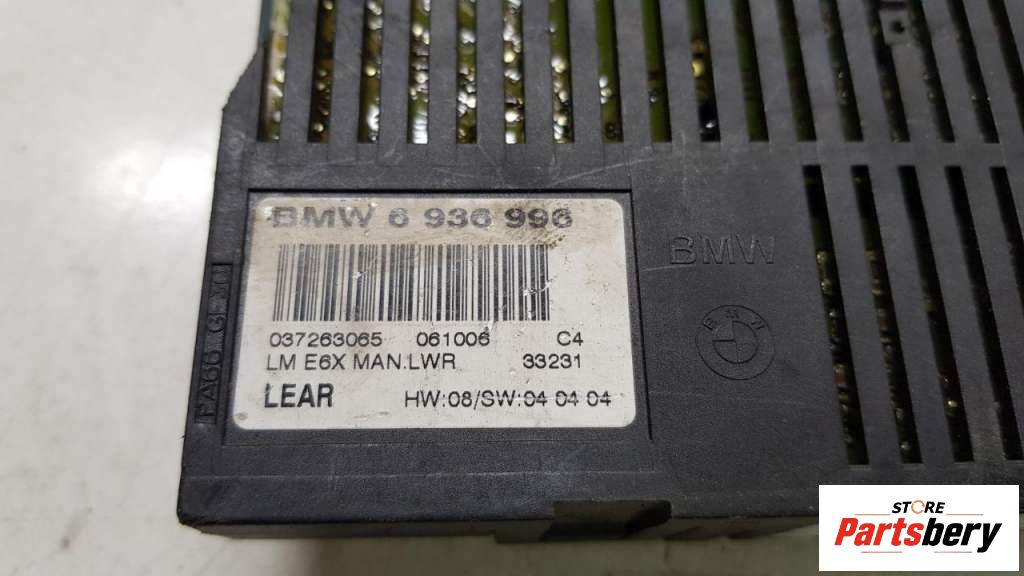 BMW 6 936 996
037263065 061006 C4
LM E6X MAN.LWR 33231
LEAR HW:08/SW:04 04 04
BMW
BMW
STORE
Partsbery